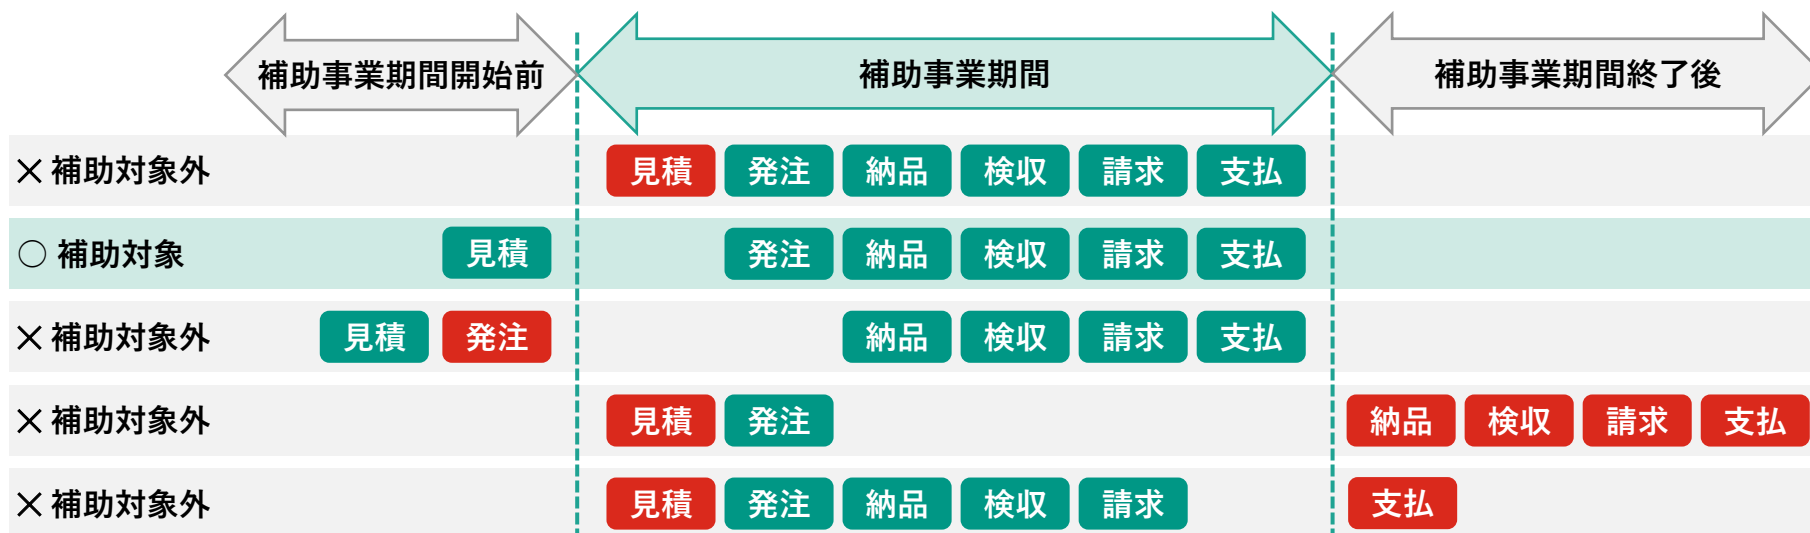 補助事業期間開始前 補助事業期間 補助事業期間終了後
× 補助対象外 見積 発注 納品 検収 請求 支払
○ 補助対象 見積 発注 納品 検収 請求 支払
× 補助対象外 見積 発注 納品 検収 請求 支払
× 補助対象外 見積 発注 納品 検収 請求 支払
× 補助対象外 見積 発注 納品 検収 請求 支払